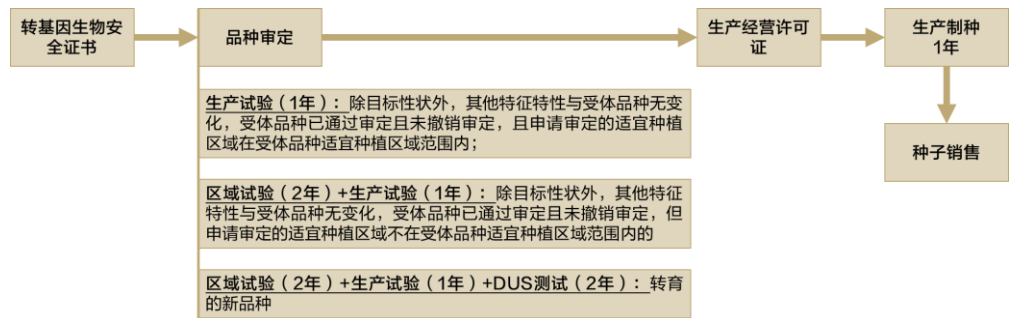 转基因生物安
全证书
品种审定
生产经营许可
证
生产制种
1年
生产试验（1年）：除目标性状外，其他特征特性与受体品种无变
化，受体品种已通过审定且未撤销审定，且申请审定的适宜种植
区域在受体品种适宜种植区域范围内；
种子销售
区域试验（2年）+生产试验（1年）：除目标性状外，其他特征
特性与受体品种无变化，受体品种已通过审定且未撤销审定，但
申请审定的适宜种植区域不在受体品种适宜种植区域范围内的
区域试验（2年）+生产试验（1年）+DUS测试（2年）：转育
的新品种